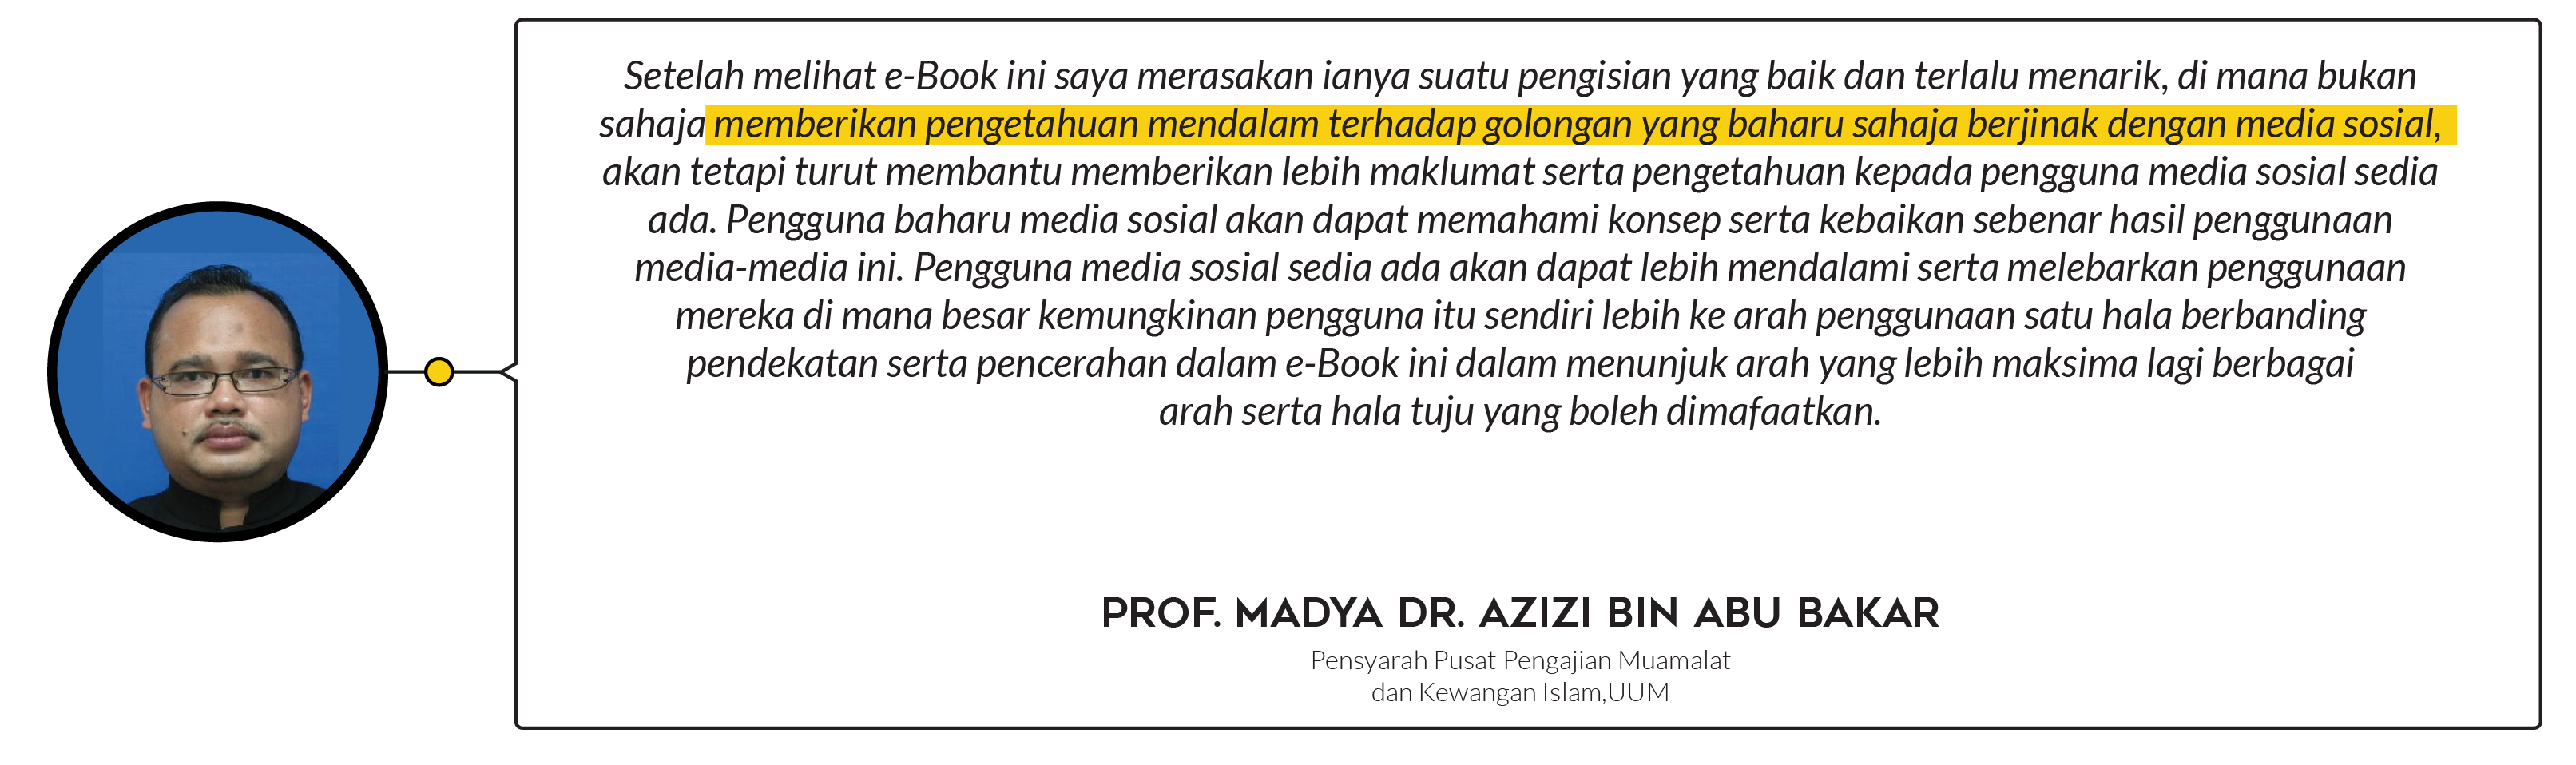 Setelah melihat e-Book ini saya merasakan ianya suatu pengisian yang baik dan terlalu menarik, di mana bukan
sahaja memberikan pengetahuan mendalam terhadap golongan yang baharu sahaja berjinak dengan media sosial,
akan tetapi turut membantu memberikan lebih maklumat serta pengetahuan kepada pengguna media sosial sedia
ada. Pengguna baharu media sosial akan dapat memahami konsep serta kebaikan sebenar hasil penggunaan
media-media ini. Pengguna media sosial sedia ada akan dapat lebih mendalami serta melebarkan penggunaan
mereka di mana besar kemungkinan pengguna itu sendiri lebih ke arah penggunaan satu hala berbanding
pendekatan serta pencerahan dalam e-Book ini dalam menunjuk arah yang lebih maksima lagi berbagai
arah serta hala tuju yang boleh dimafaatkan.
PROF. MADYA DR. AZIZI BIN ABU BAKAR
Pensyarah Pusat Pengajian Muamalat
dan Kewangan Islam,UUM